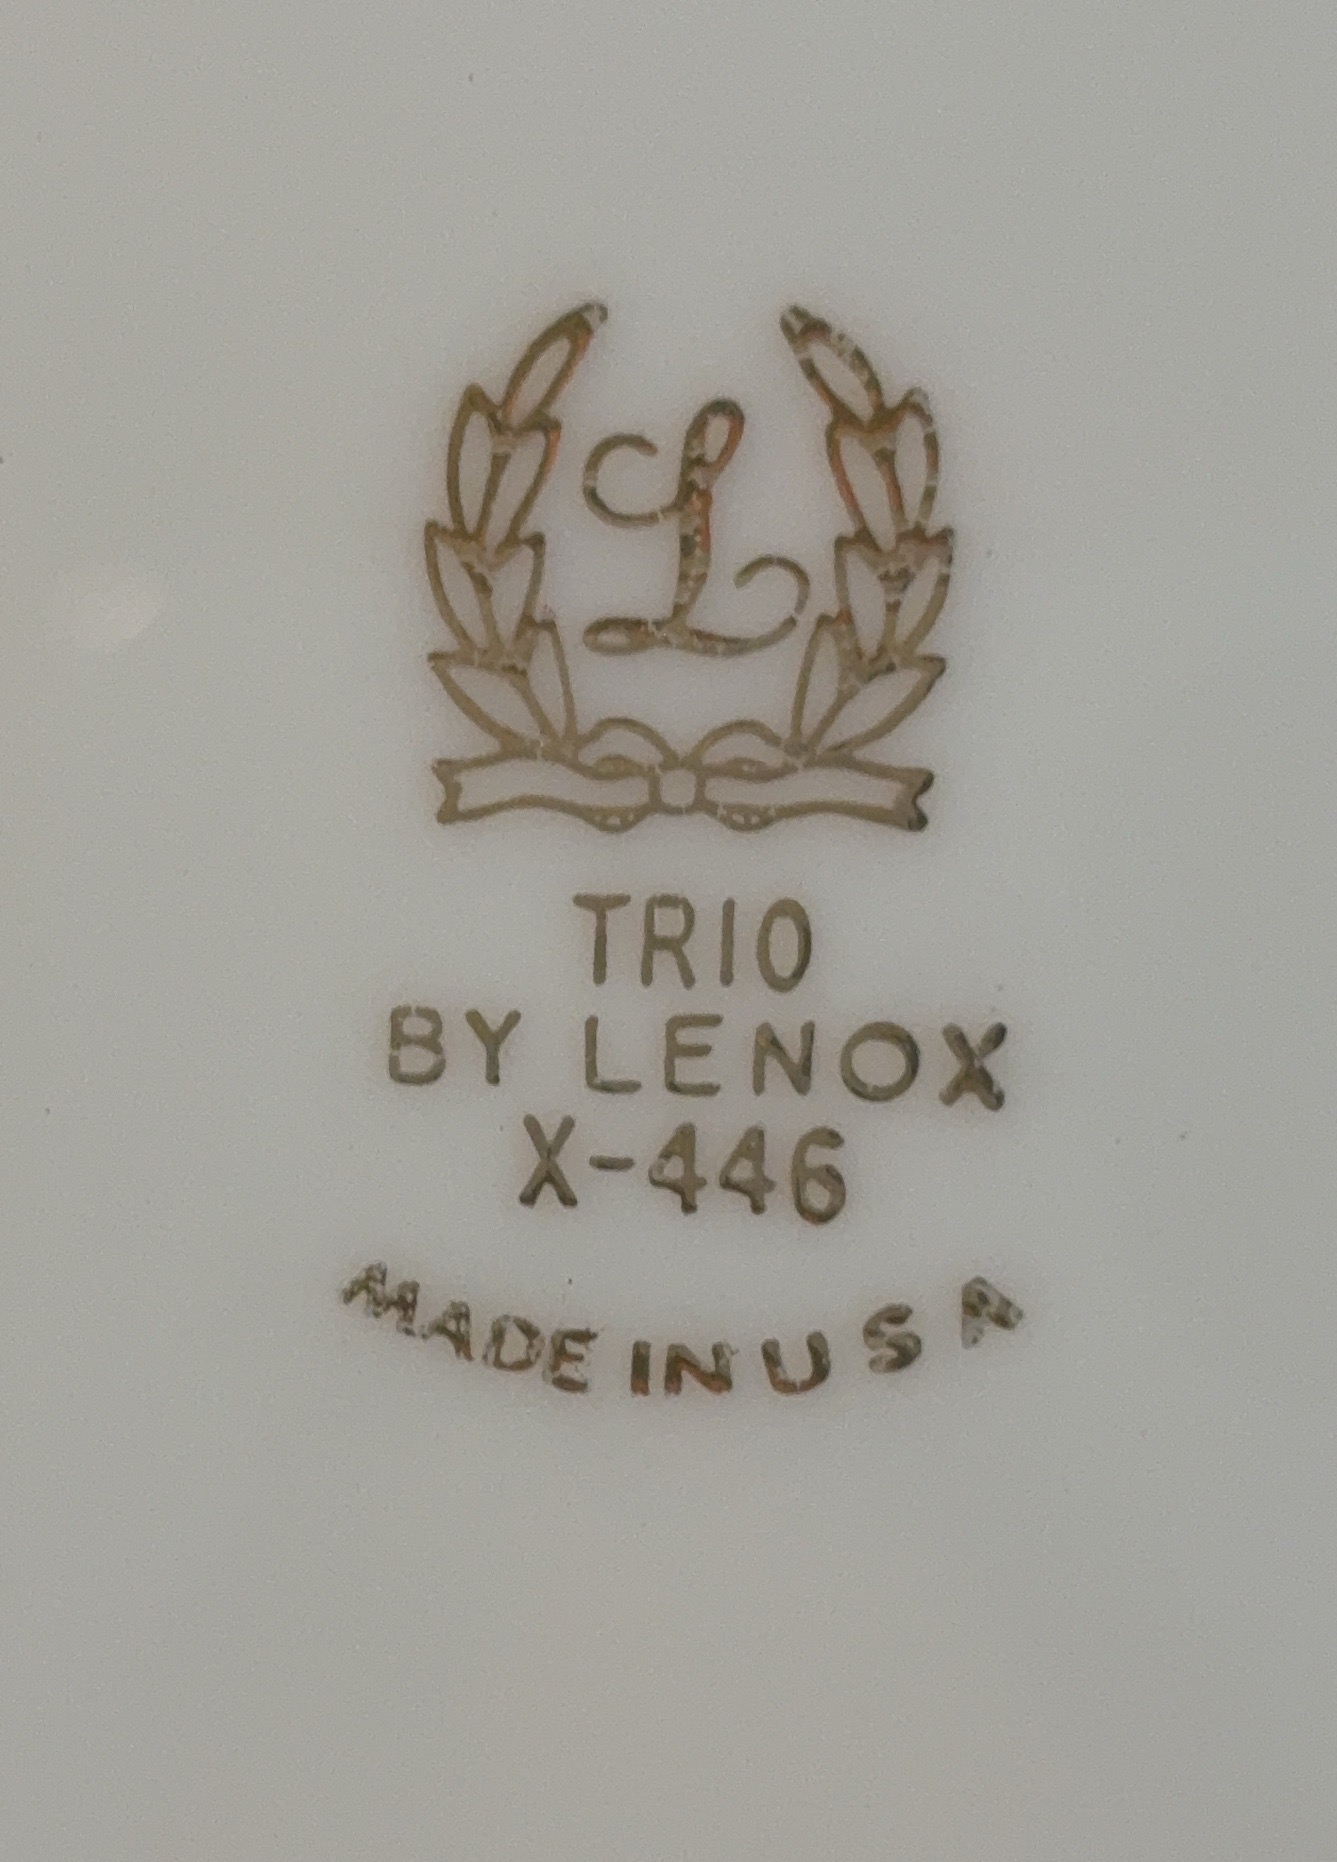 L
TRIO
BY LENOX
X-446
MADE IN U S A